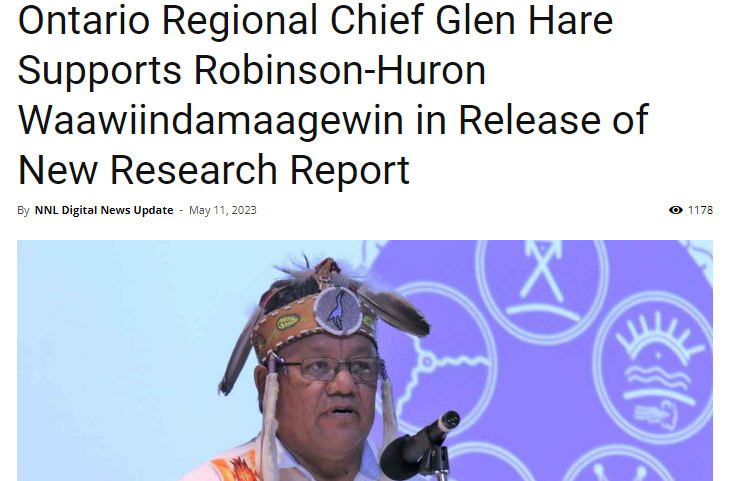 Ontario Regional Chief Glen Hare
Supports Robinson-Huron
Waawiindamaagewin in Release of
New Research Report
By NNL Digital News Update - May 11, 2023 1178